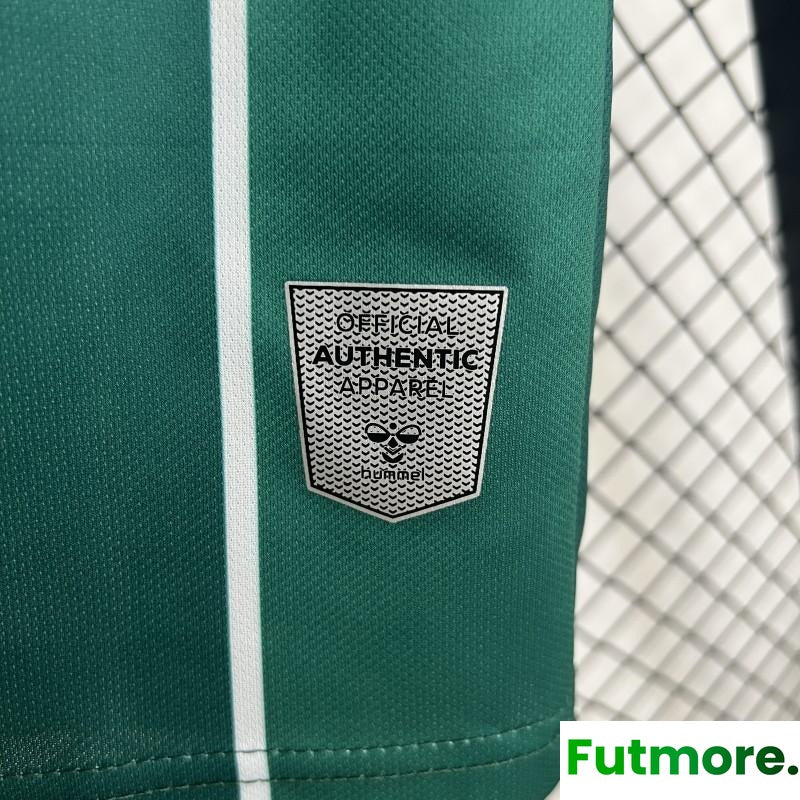 OFFICIAL
AUTHENTIC
APPAREL
hummel
Futmore.